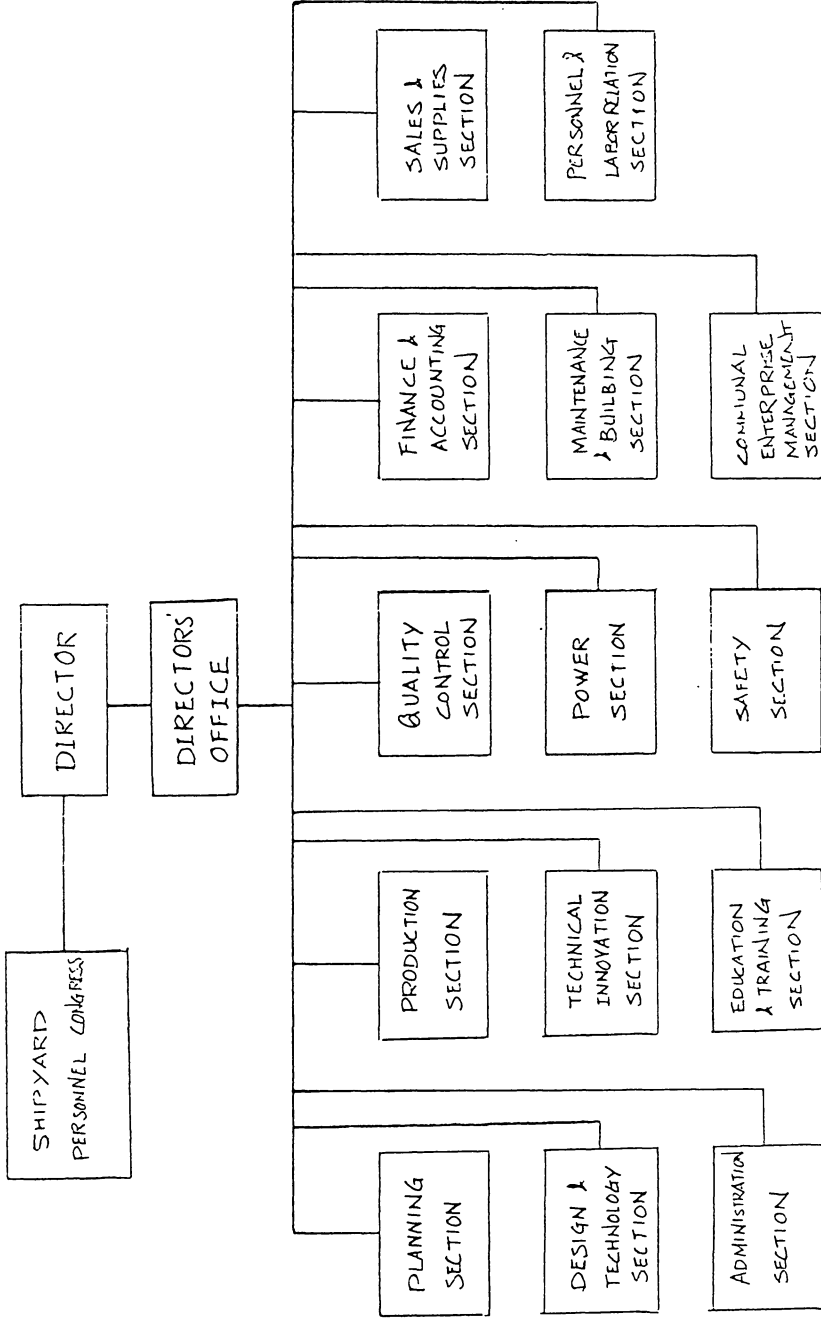 SHIPYARD
PERSONNEL CONGRESS
DIRECTOR
DIRECTORS'
OFFICE
PLANNING
SECTION
PRODUCTION
SECTION
QUALITY
CONTROL
SECTION
FINANCE &
ACCOUNTING
SECTION
SALES &
SUPPLIES
SECTION
DESIGN &
TECHNOLOGY
SECTION
TECHNICAL
INNOVATION
SECTION
POWER
SECTION
MAINTENANCE
& BUILBING
SECTION
PERSONNEL &
LABOR RELATION
SECTION
ADMINISTRATION
SECTION
EDUCATION
& TRAINING
SECTION
SAFETY
SECTION
COMMUNAL
ENTERPRISE
MANAGEMENT
SECTION